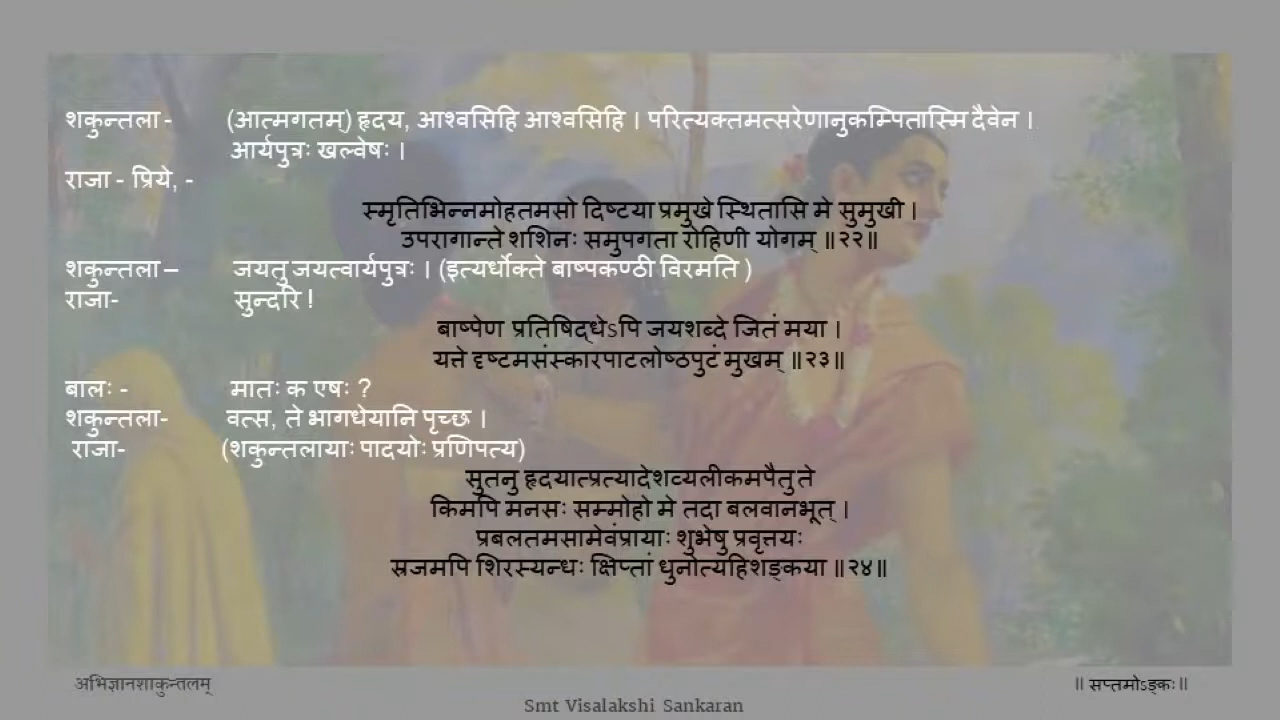 शकुन्तला - (आत्मगतम्) हृदय, आश्वसिहि आश्वसिहि । परित्यक्तमत्सरेणानुकम्पितास्मि दैवेन ।
आर्यपुत्रः खल्वेषः ।
राजा - प्रिये, -
स्मृतिभिन्नमोहतमसो दिष्टया प्रमुखे स्थितासि मे सुमुखी ।
उपरागान्ते शशिनः समुपगता रोहिणी योगम् ॥२२॥
शकुन्तला – जयतु जयत्वार्यपुत्रः । (इत्यर्धोक्ते बाष्पकण्ठी विरमति )
राजा- सुन्दरि !
बाष्पेण प्रतिषिद्धेऽपि जयशब्दे जितं मया ।
यत्ते दृष्टमसंस्कारपाटलोष्ठपुटं मुखम् ॥२३॥
बालः - मातः क एषः ?
शकुन्तला- वत्स, ते भागधेयानि पृच्छ ।
राजा- (शकुन्तलायाः पादयोः प्रणिपत्य)
सुतनु हृदयात्प्रत्यादेशव्यलीकमपैतु ते
किमपि मनसः सम्मोहो मे तदा बलवानभूत् ।
प्रबलतमसामेवंप्रायाः शुभेषु प्रवृत्तयः
स्रजमपि शिरस्यन्धः क्षिप्तां धुनोत्यहिशङ्कया ॥२४॥
अभिज्ञानशाकुन्तलम्
॥ सप्तमोऽङ्कः॥
Smt Visalakshi Sankaran